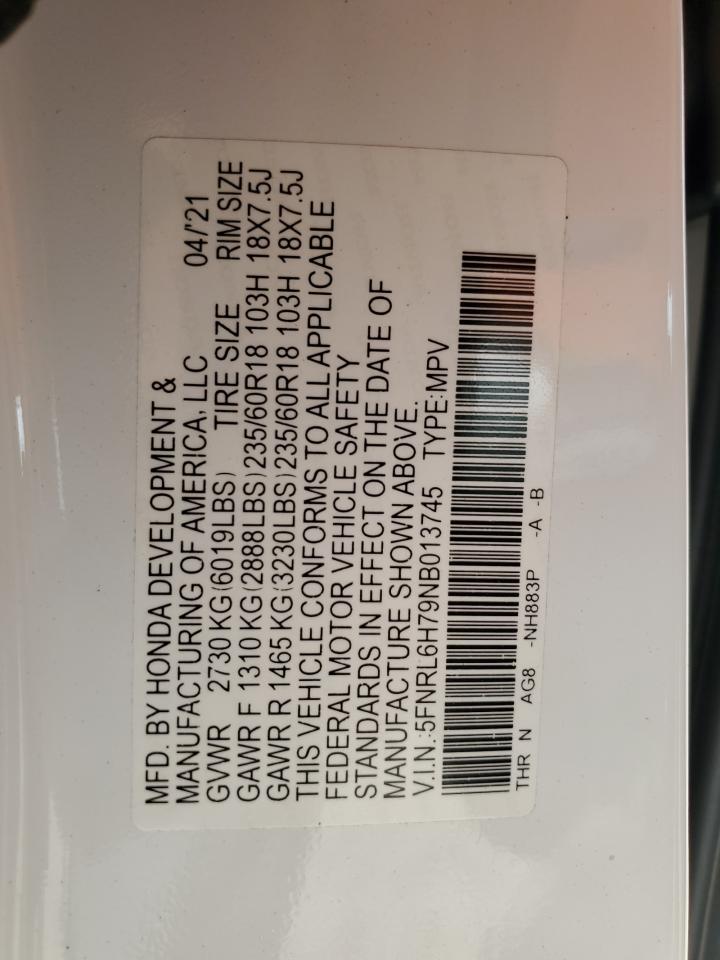 MFD. BY HONDA DEVELOPMENT &
MANUFACTURING OF AMERICA, LLC 04/'21
GVWR 2730 KG(6019LBS) TIRE SIZE RIM SIZE
GAWR F 1310 KG(2888LBS)235/60R18 103H 18X7.5J
GAWR R 1465 KG(3230LBS)235/60R18 103H 18X7.5J
THIS VEHICLE CONFORMS TO ALL APPLICABLE
FEDERAL MOTOR VEHICLE SAFETY
STANDARDS IN EFFECT ON THE DATE OF
MANUFACTURE SHOWN ABOVE.
V.I.N.:5FNRL6H79NB013745 TYPE:MPV
THR N AG8 -NH883P -A -B